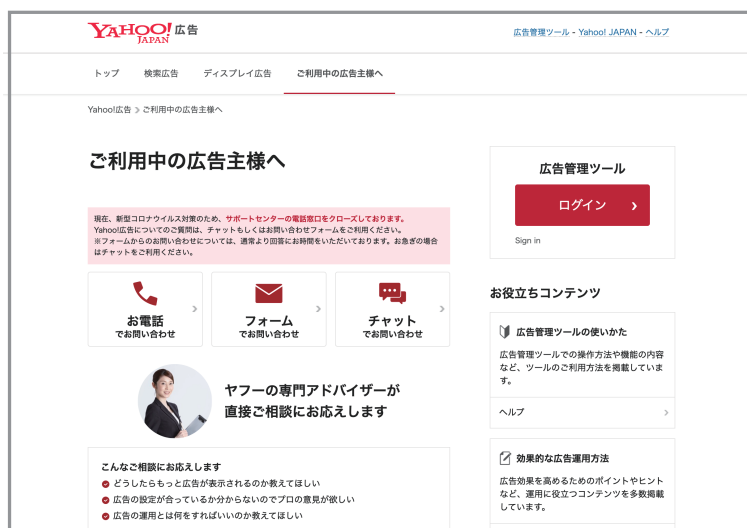 YAHOO! 広告
JAPAN
広告管理ツール - Yahoo! JAPAN - ヘルプ
トップ 検索広告 ディスプレイ広告 ご利用中の広告主様へ
Yahoo!広告 > ご利用中の広告主様へ
ご利用中の広告主様へ
現在、新型コロナウイルス対策のため、サポートセンターの電話窓口をクローズしております。
Yahoo!広告についてのご質問は、チャットもしくはお問い合わせフォームをご利用ください。
※フォームからのお問い合わせについては、通常より回答にお時間をいただいております。お急ぎの場合
はチャットをご利用ください。
お電話
でお問い合わせ
フォーム
でお問い合わせ
チャット
でお問い合わせ
ヤフーの専門アドバイザーが
直接ご相談にお応えします
こんなご相談にお応えします
どうしたらもっと広告が表示されるのか教えてほしい
広告の設定が合っているか分からないのでプロの意見が欲しい
広告の運用とは何をすればいいのか教えてほしい
広告管理ツール
ログイン
Sign in
お役立ちコンテンツ
広告管理ツールの使いかた
広告管理ツールでの操作方法や機能の内容
など、ツールのご利用方法を掲載していま
す。
ヘルプ
効果的な広告運用方法
広告効果を高めるためのポイントやヒント
など、運用に役立つコンテンツを多数掲載
しています。